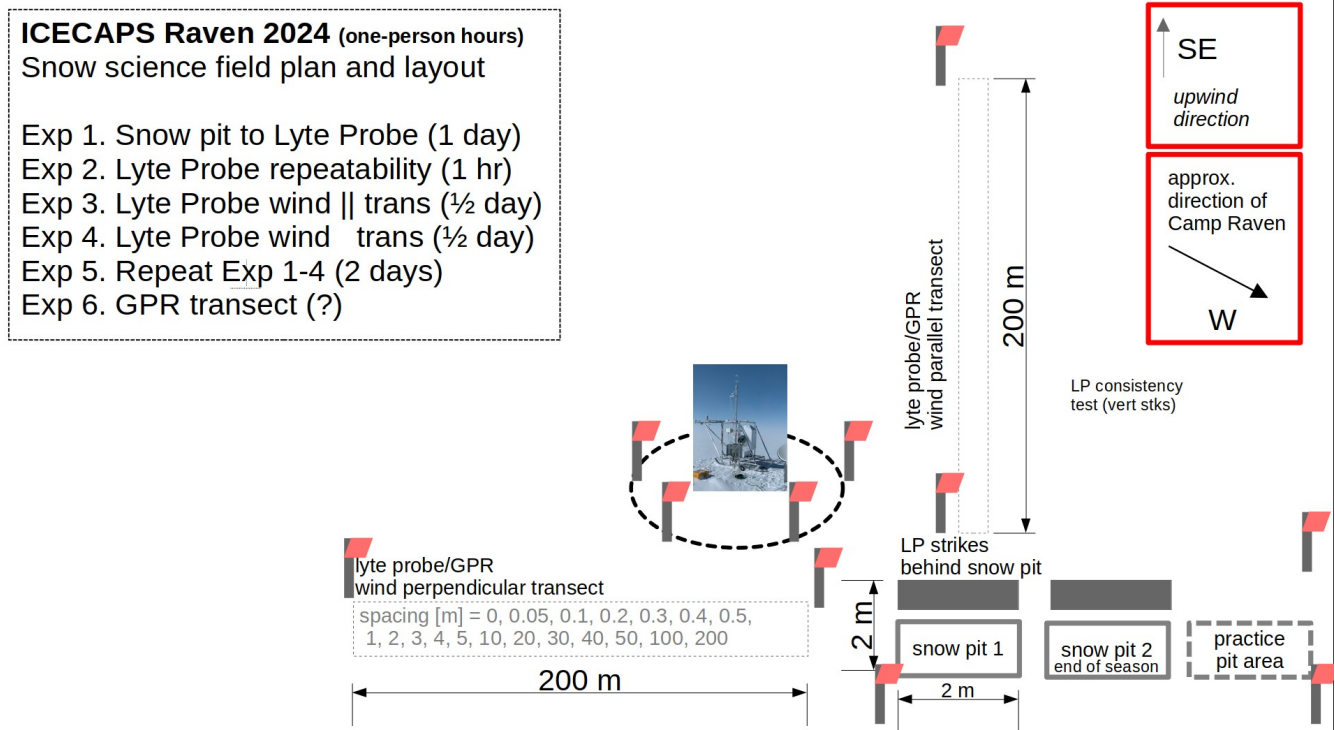 ICECAPS Raven 2024 (one-person hours)
Snow science field plan and layout
Exp 1. Snow pit to Lyte Probe (1 day)
Exp 2. Lyte Probe repeatability (1 hr)
Exp 3. Lyte Probe wind || trans (½ day)
Exp 4. Lyte Probe wind trans (½ day)
Exp 5. Repeat Exp 1-4 (2 days)
Exp 6. GPR transect (?)
SE
upwind
direction
approx.
direction of
Camp Raven
W
lyte probe/GPR
wind parallel transect
200 m
LP consistency
test (vert stks)
lyte probe/GPR
wind perpendicular transect
spacing [m] = 0, 0.05, 0.1, 0.2, 0.3, 0.4, 0.5,
1, 2, 3, 4, 5, 10, 20, 30, 40, 50, 100, 200
200 m
LP strikes
behind snow pit
2 m
snow pit 1
2 m
snow pit 2
end of season
practice
pit area